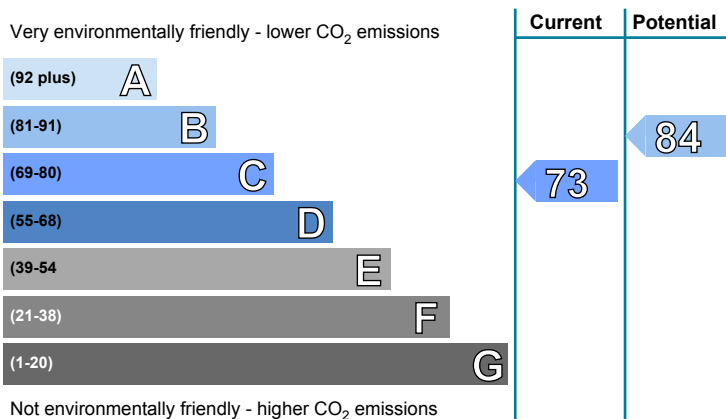 Current Potential
Very environmentally friendly - lower CO2 emissions
(92 plus) A
(81-91) B
84
(69-80) C
73
(55-68) D
(39-54 E
(21-38) F
(1-20) G
Not environmentally friendly - higher CO2 emissions